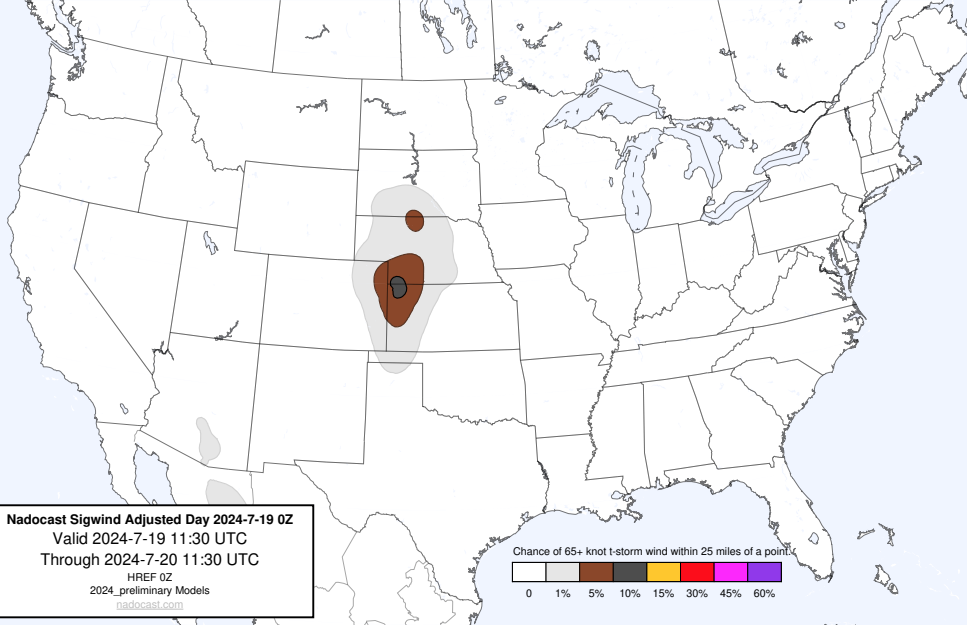 Nadocast Sigwind Adjusted Day 2024-7-19 0Z
Valid 2024-7-19 11:30 UTC
Through 2024-7-20 11:30 UTC
HREF 0Z
2024_preliminary Models
nadocast.com
Chance of 65+ knot t-storm wind within 25 miles of a point.
0 1% 5% 10% 15% 30% 45% 60%